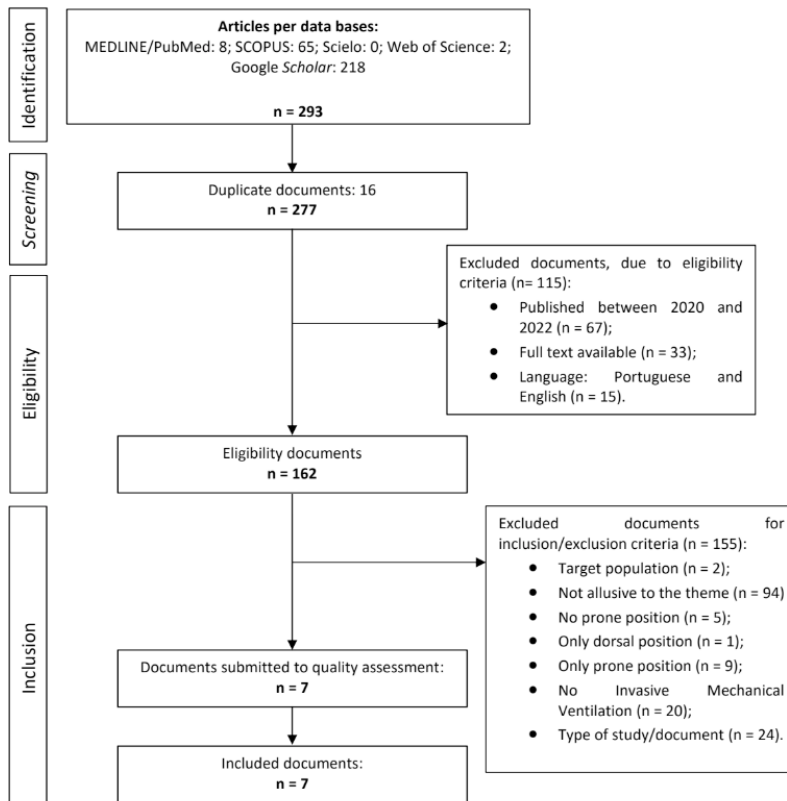 Identification
Articles per data bases:
MEDLINE/PubMed: 8; SCOPUS: 65; Scielo: 0; Web of Science: 2;
Google Scholar: 218
n = 293
Screening
Duplicate documents: 16
n = 277
Eligibility
Excluded documents, due to eligibility
criteria (n= 115):
● Published between 2020 and
2022 (n = 67);
● Full text available (n = 33);
● Language: Portuguese and
English (n = 15).
Eligibility documents
n = 162
Inclusion
Excluded documents for
inclusion/exclusion criteria (n = 155):
● Target population (n = 2);
● Not allusive to the theme (n = 94)
● No prone position (n = 5);
● Only dorsal position (n = 1);
● Only prone position (n = 9);
● No Invasive Mechanical
Ventilation (n = 20);
● Type of study/document (n = 24).
Documents submitted to quality assessment:
n = 7
Included documents:
n = 7